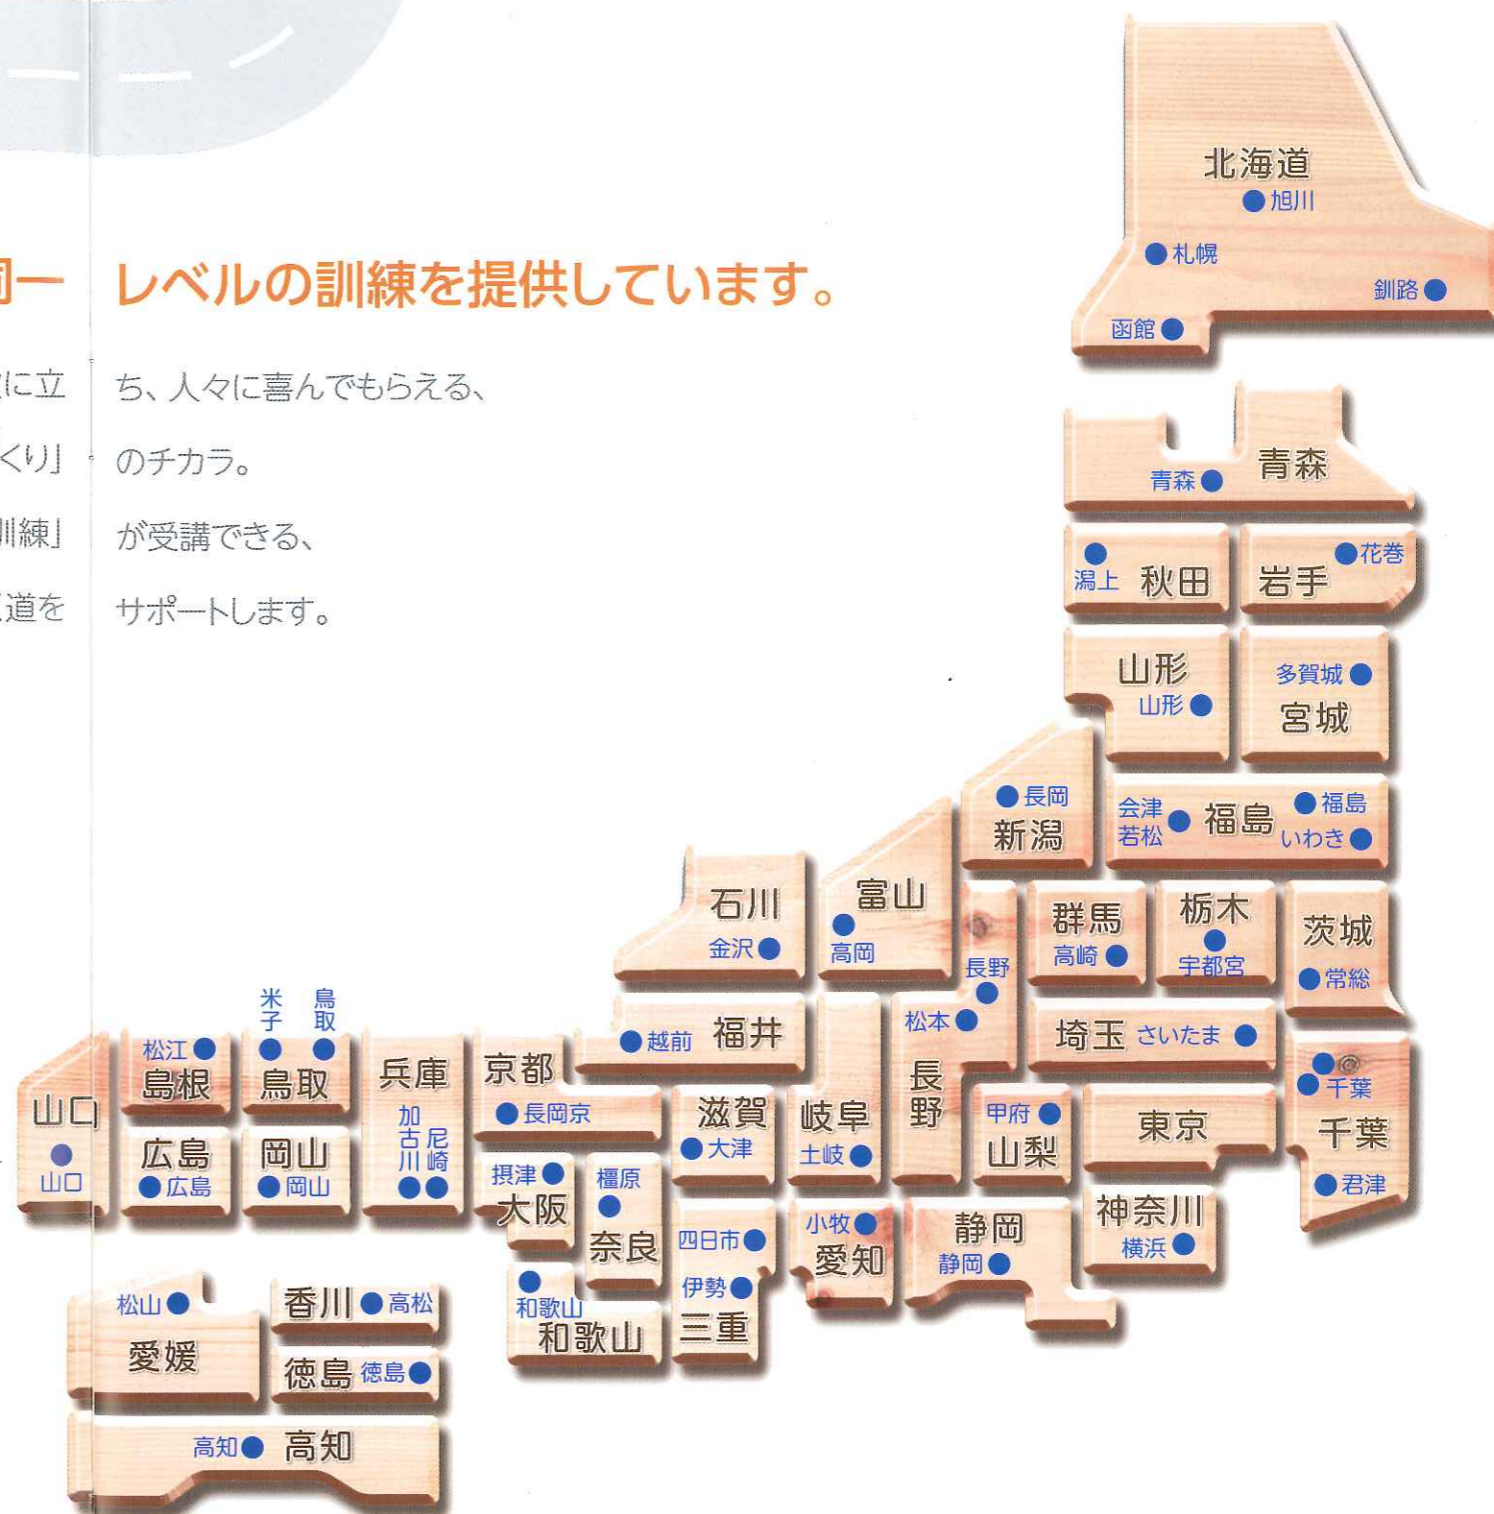 同一 レベルの訓練を提供しています。
に立 ち、人々に喜んでもらえる、
くり」 のチカラ。
訓練」 が受講できる、
道を サポートします。
北海道
旭川
札幌
釧路
函館
青森
青森
潟上
秋田
岩手
花巻
山形
山形
多賀城
宮城
長岡
新潟
会津
若松
福島
福島
いわき
石川
金沢
富山
高岡
長野
松本
長野
群馬
高崎
栃木
宇都宮
茨城
常総
越前
福井
埼玉
さいたま
千葉
千葉
君津
東京
甲府
山梨
神奈川
横浜
岐阜
土岐
滋賀
大津
京都
長岡京
兵庫
加古川
尼崎
米子
鳥取
鳥取
松江
島根
山口
山口
広島
広島
岡山
岡山
摂津
大阪
橿原
奈良
四日市
伊勢
三重
小牧
愛知
静岡
静岡
和歌山
和歌山
松山
愛媛
香川
高松
徳島
徳島
高知
高知